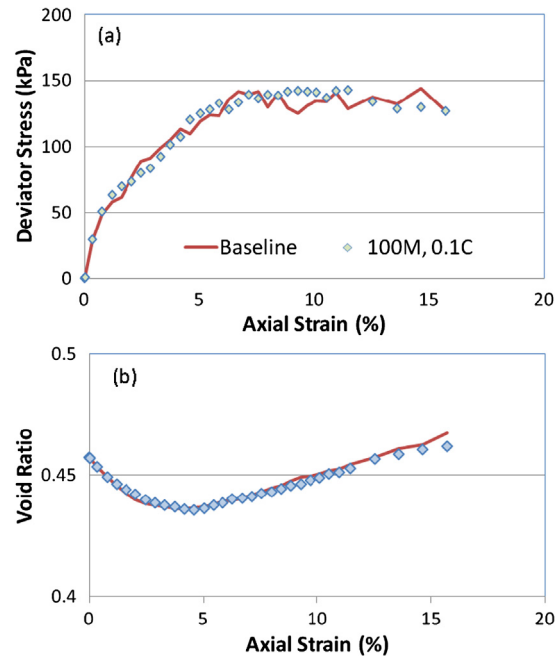 (a)
200
150
100
50
0
Deviator Stress (kPa)
Baseline
100M, 0.1C
0
5
10
15
20
Axial Strain (%)
(b)
0.5
0.45
0.4
Void Ratio
0
5
10
15
20
Axial Strain (%)